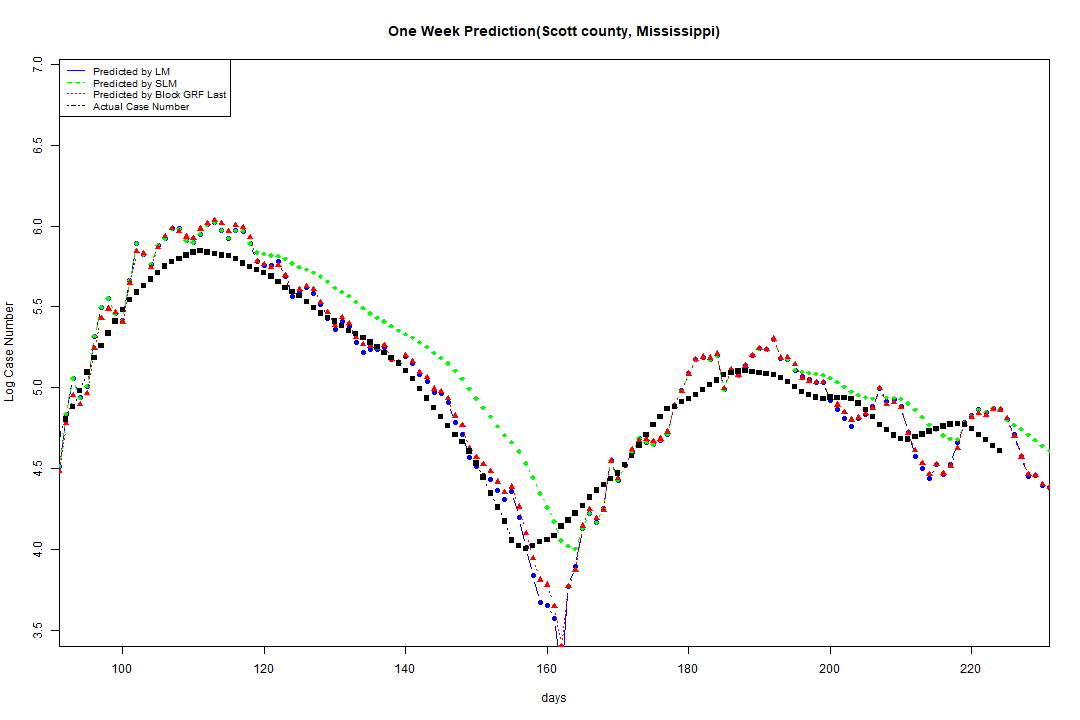 One Week Prediction(Scott county, Mississippi)
Predicted by LM
Predicted by SLM
Predicted by Block GRF Last
Actual Case Number
Log Case Number
7.0
6.5
6.0
5.5
5.0
4.5
4.0
3.5
100 120 140 160 180 200 220
days